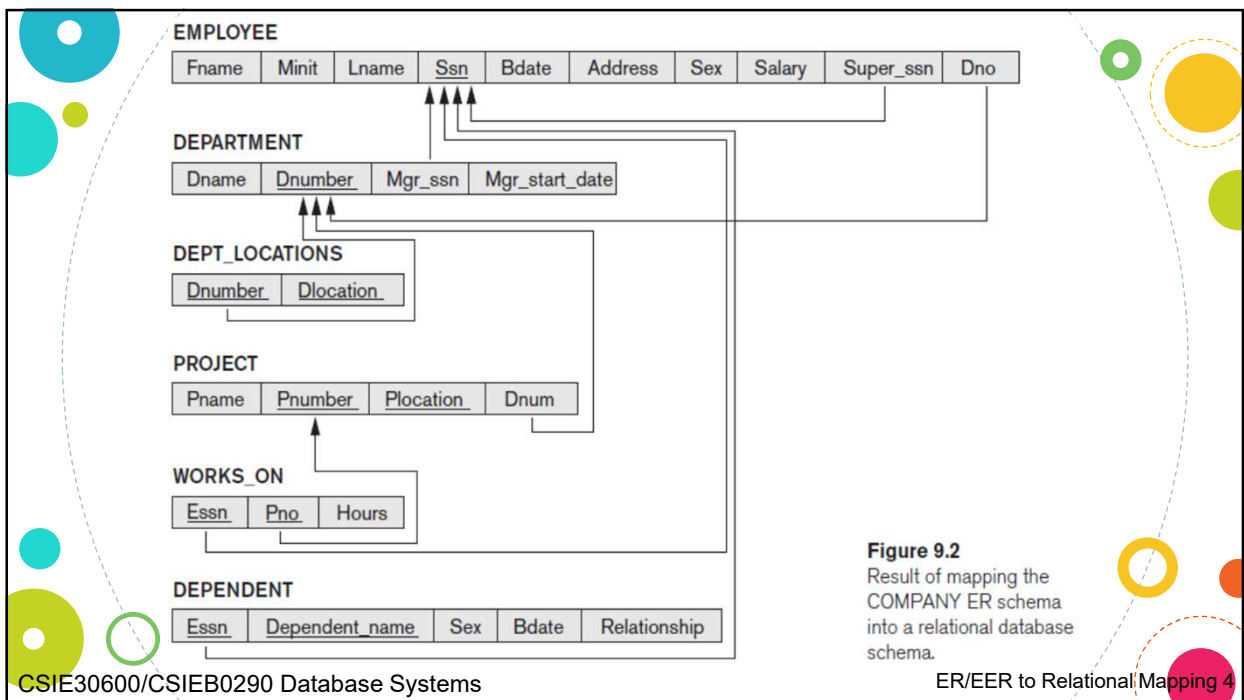 EMPLOYEE
Fname Minit Lname Ssn Bdate Address Sex Salary Super_ssn Dno
DEPARTMENT
Dname Dnumber Mgr_ssn Mgr_start_date
DEPT_LOCATIONS
Dnumber Dlocation
PROJECT
Pname Pnumber Plocation Dnum
WORKS_ON
Essn Pno Hours
DEPENDENT
Essn Dependent_name Sex Bdate Relationship
Figure 9.2
Result of mapping the
COMPANY ER schema
into a relational database
schema.
CSIE30600/CSIEB0290 Database Systems
ER/EER to Relational Mapping 4